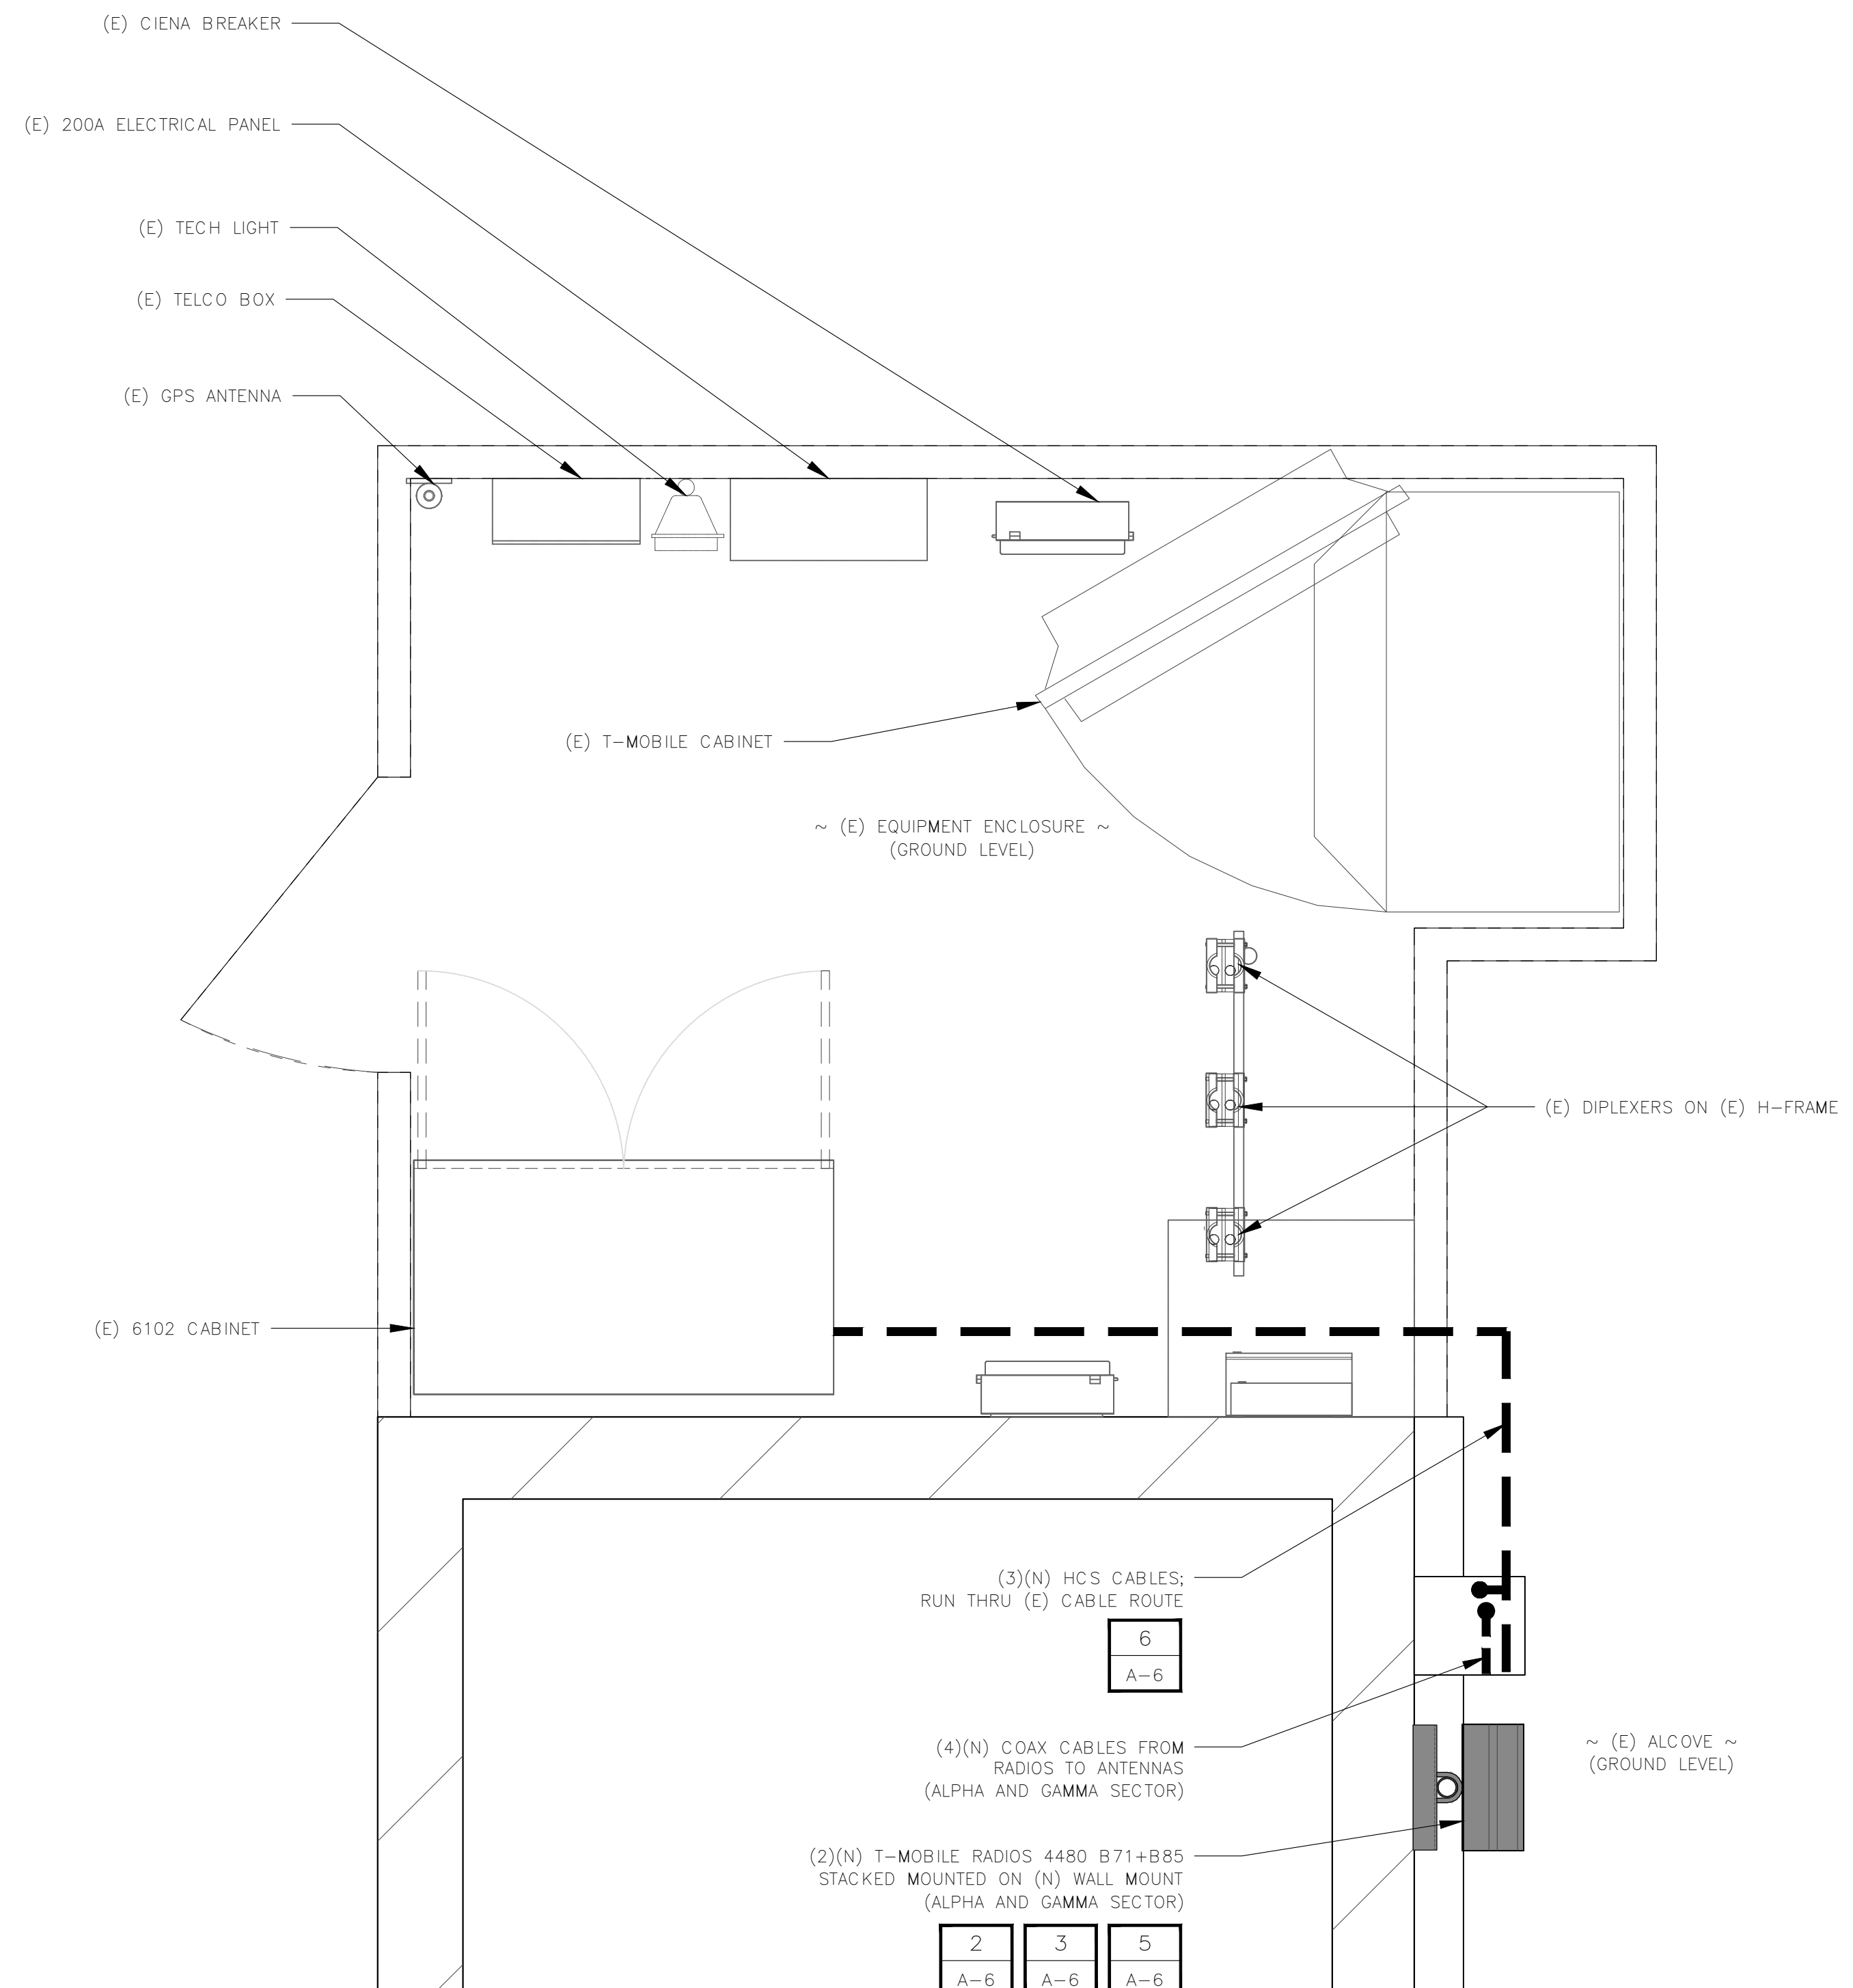 (E) CIENA BREAKER
(E) 200A ELECTRICAL PANEL
(E) TECH LIGHT
(E) TELCO BOX
(E) GPS ANTENNA
(E) T-MOBILE CABINET
~ (E) EQUIPMENT ENCLOSURE ~
(GROUND LEVEL)
(E) DIPLEXERS ON (E) H-FRAME
(E) 6102 CABINET
(3)(N) HCS CABLES;
RUN THRU (E) CABLE ROUTE
6
A-6
(4)(N) COAX CABLES FROM
RADIOS TO ANTENNAS
(ALPHA AND GAMMA SECTOR)
~ (E) ALCOVE ~
(GROUND LEVEL)
(2)(N) T-MOBILE RADIOS 4480 B71+B85
STACKED MOUNTED ON (N) WALL MOUNT
(ALPHA AND GAMMA SECTOR)
2 3 5
A-6 A-6 A-6